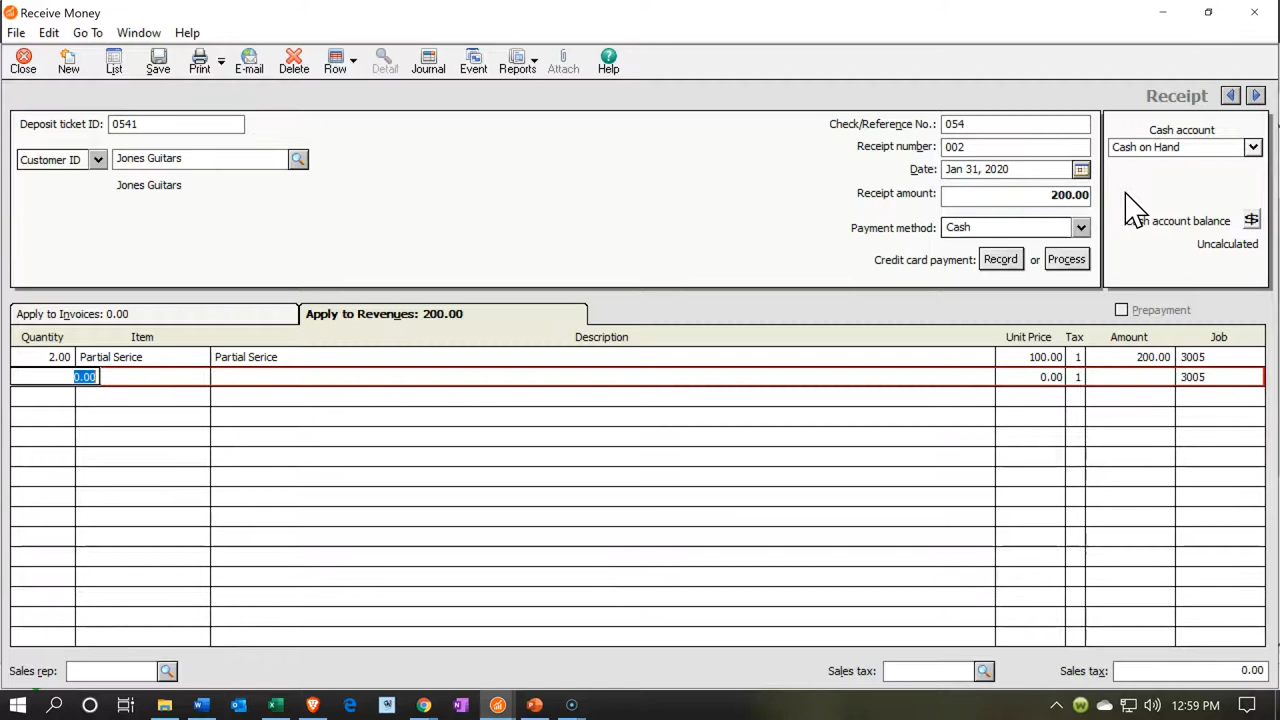 Receive Money
File Edit Go To Window Help
Close New List Save Print E-mail Delete Row Detail Journal Event Reports Attach Help
Receipt
Deposit ticket ID: 0541
Customer ID Jones Guitars
Jones Guitars
Check/Reference No.: 054
Receipt number: 002
Date: Jan 31, 2020
Receipt amount: 200.00
Payment method: Cash
Credit card payment: Record or Process
Cash account
Cash on Hand
account balance
Uncalculated
Apply to Invoices: 0.00 Apply to Revenues: 200.00 Prepayment
Quantity Item Description Unit Price Tax Amount Job
2.00 Partial Serice Partial Serice 100.00 1 200.00 3005
0.00 0.00 1 3005
Sales rep: Sales tax: Sales tax: 0.00
12:59 PM